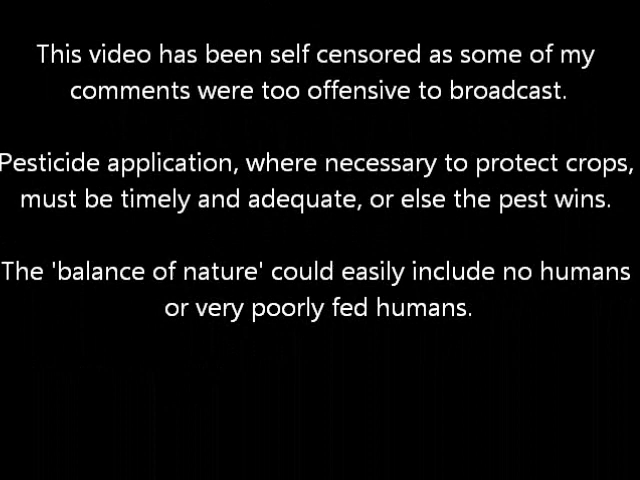 This video has been self censored as some of my
comments were too offensive to broadcast.
Pesticide application, where necessary to protect crops,
must be timely and adequate, or else the pest wins.
The 'balance of nature' could easily include no humans
or very poorly fed humans.